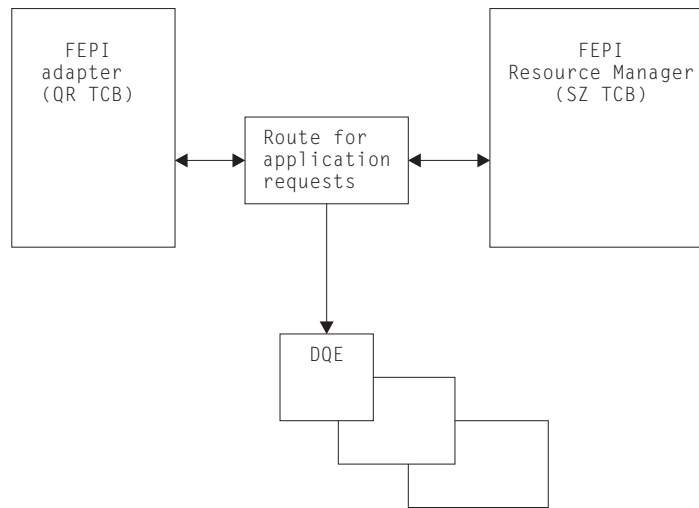 FEPI
adapter
(QR TCB)
FEPI
Resource Manager
(SZ TCB)
Route for
application
requests
DQE